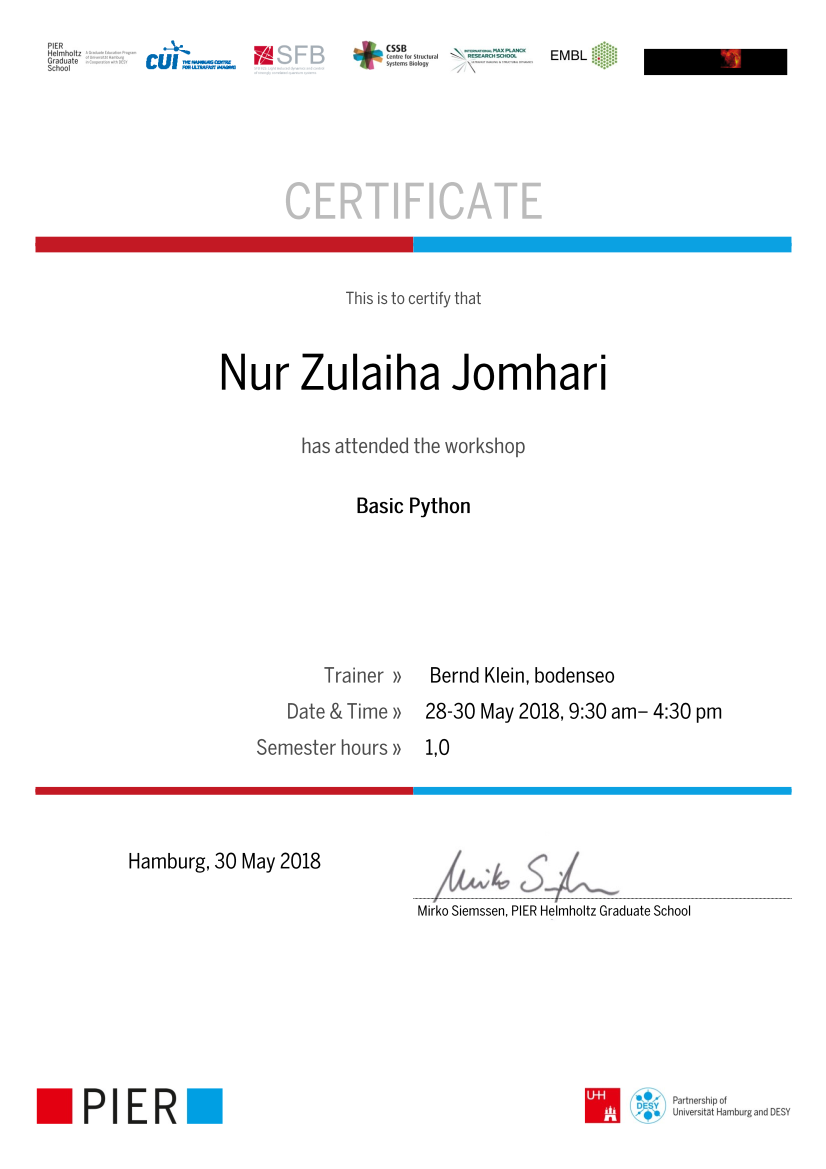 PIER
Helmholtz
Graduate
School
A Graduate Education Program
of Universität Hamburg
in Cooperation with DESY
CUI THE HAMBURG CENTRE
FOR ULTRAFAST IMAGING
SFB
CSSB
Centre for Structural
Systems Biology
INTERNATIONAL MAX PLANCK
RESEARCH SCHOOL
EMBL
CERTIFICATE
This is to certify that
Nur Zulaiha Jomhari
has attended the workshop
Basic Python
Trainer » Bernd Klein, bodenseo
Date & Time » 28-30 May 2018, 9:30 am– 4:30 pm
Semester hours » 1,0
Hamburg, 30 May 2018
Mirko Siemssen, PIER Helmholtz Graduate School
PIER
UH
DESY
Partnership of
Universität Hamburg and DESY